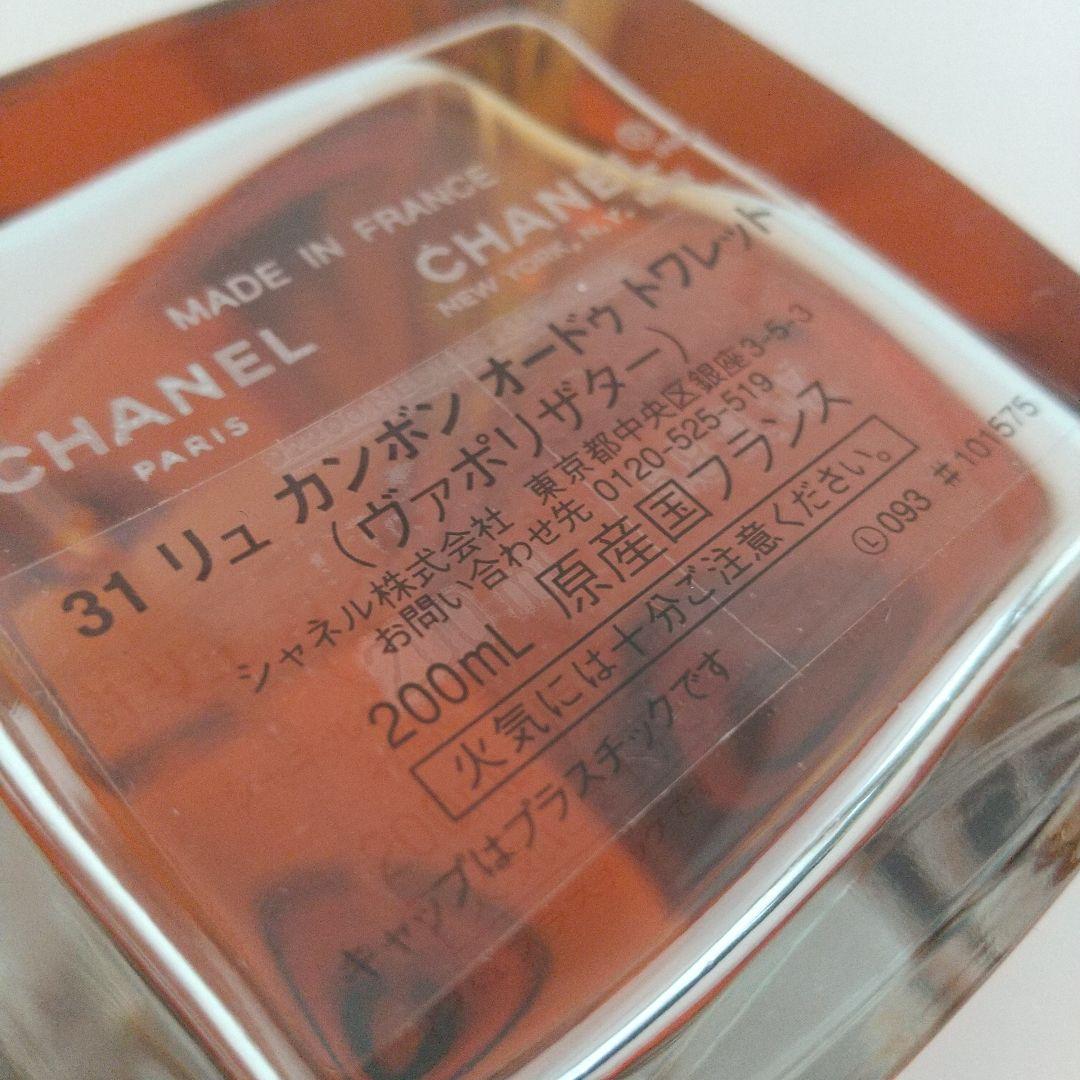 MADE IN FRANCE
CHANEL
PARIS
CHANEL
NEW YORK, N.Y.
31 リュ カンボン オードゥ トワレット
(ヴァポリザター)
シャネル株式会社 東京都中央区銀座3-5-3
お問い合わせ先 0120-525-519
200mL 原産国フランス
火気には十分ご注意ください。
キャップはプラスチックです
Ⓛ093 #101575